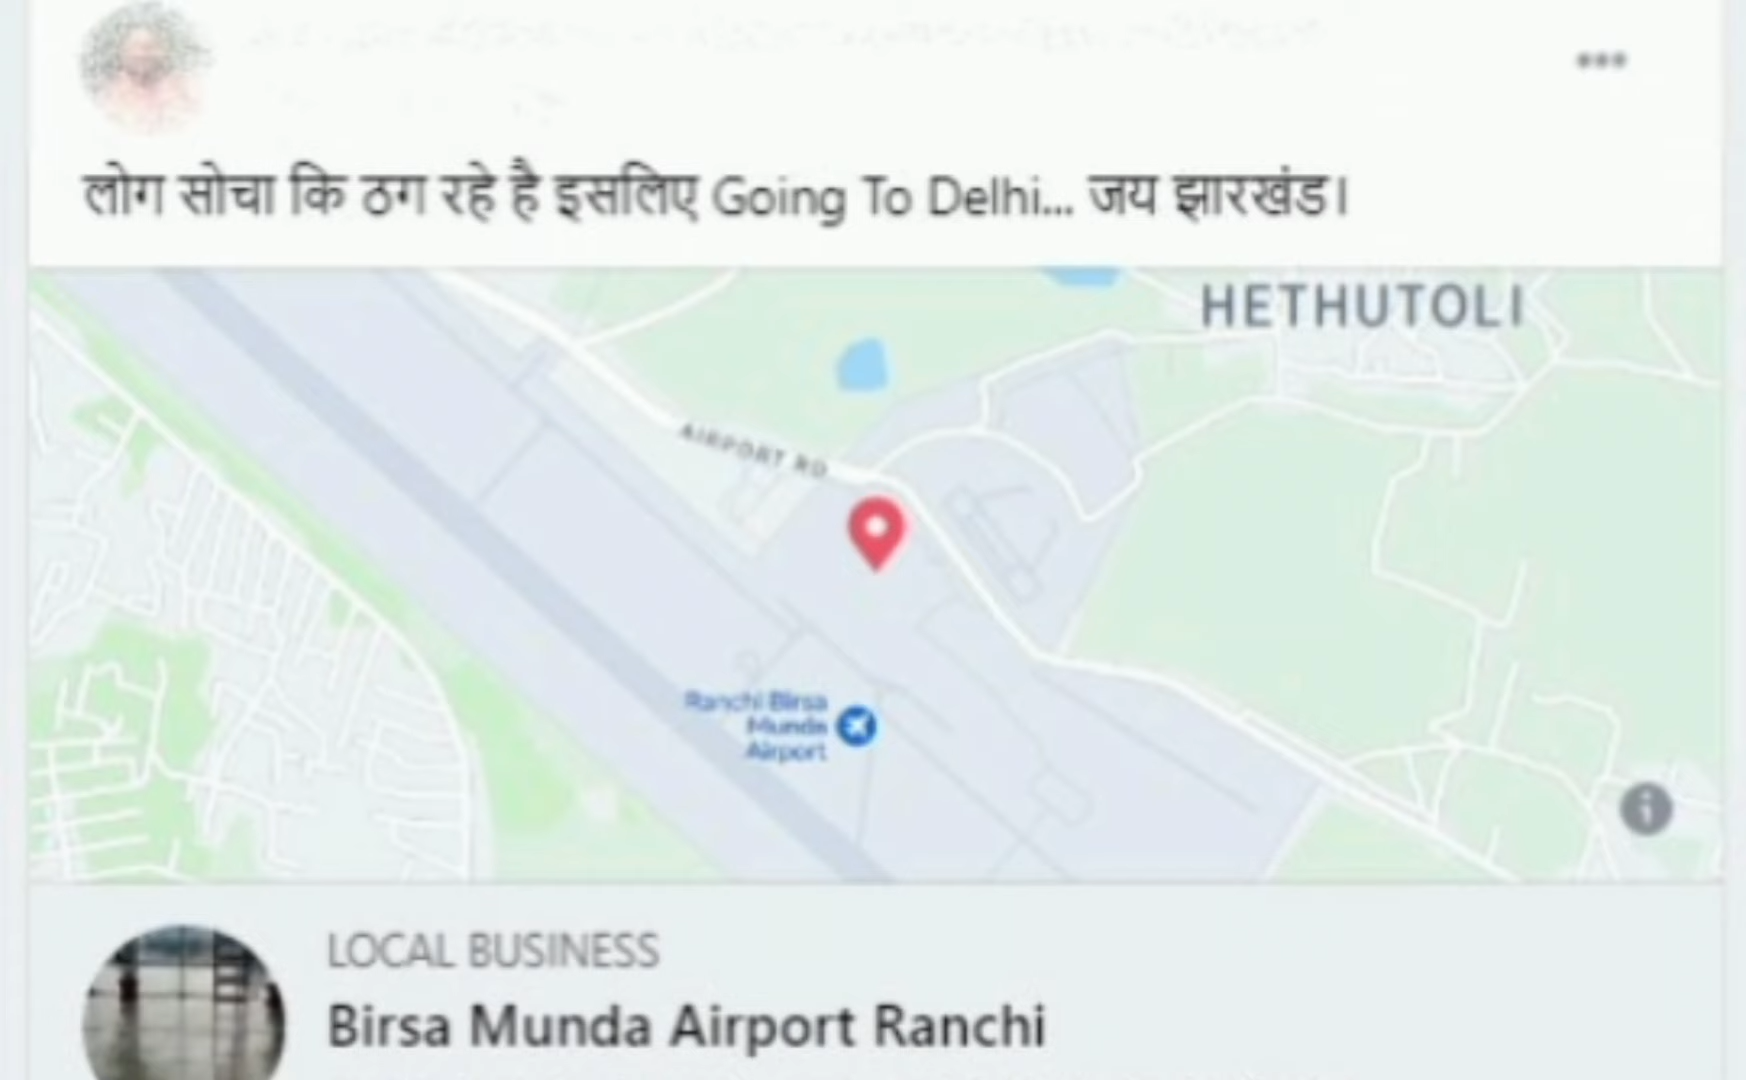 लोग सोचा कि ठग रहे है इसलिए Going To Delhi... जय झारखंड।
HETHUTOLI
AIRPORT RD
Ranchi Birsa
Munda
Airport
LOCAL BUSINESS
Birsa Munda Airport Ranchi